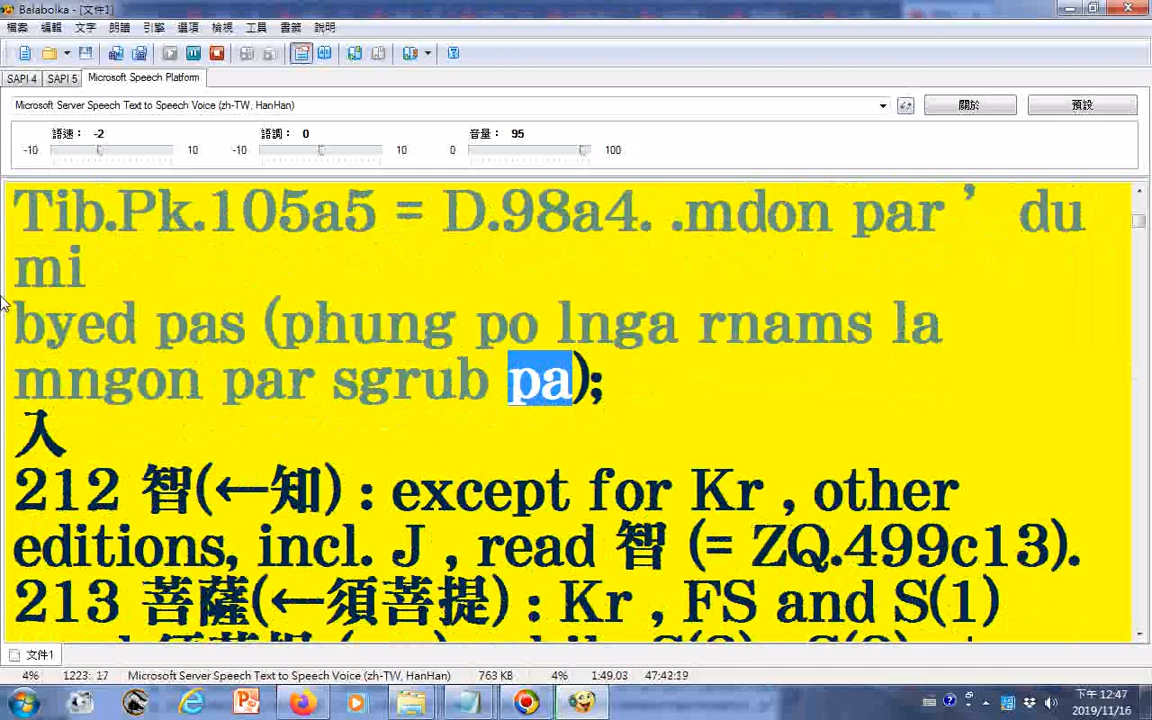 Balabolka - [文件1]
檔案 編輯 文字 朗讀 引擎 選項 檢視 工具 書籤 說明
SAPI 4 SAPI 5 Microsoft Speech Platform
Microsoft Server Speech Text to Speech Voice (zh-TW, HanHan) 關於 預設
語速： -2 語調： 0 音量： 95
-10 10 -10 10 0 100
Tib.Pk.105a5 = D.98a4. .mdon par ’ du
mi
byed pas (phung po lnga rnams la
mngon par sgrub pa);
入
212 智(←知) : except for Kr , other
editions, incl. J , read 智 (= ZQ.499c13).
213 菩薩(←須菩提) : Kr , FS and S(1)
文件1
4% 1223: 17 Microsoft Server Speech Text to Speech Voice (zh-TW, HanHan) 763 KB 4% 1:49.03 47:42:19
下午 12:47
2019/11/16